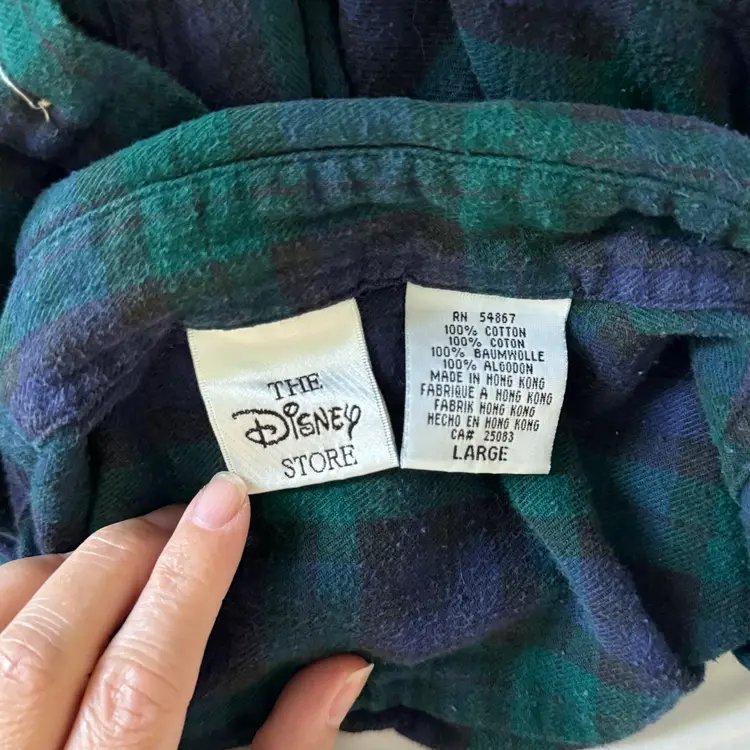 THE
Disney
STORE
RN 54867
100% COTTON
100% COTON
100% BAUMWOLLE
100% ALGODON
MADE IN HONG KONG
FABRIQUE A HONG KONG
FABRIK HONG KONG
HECHO EN HONG KONG
CA# 25083
LARGE